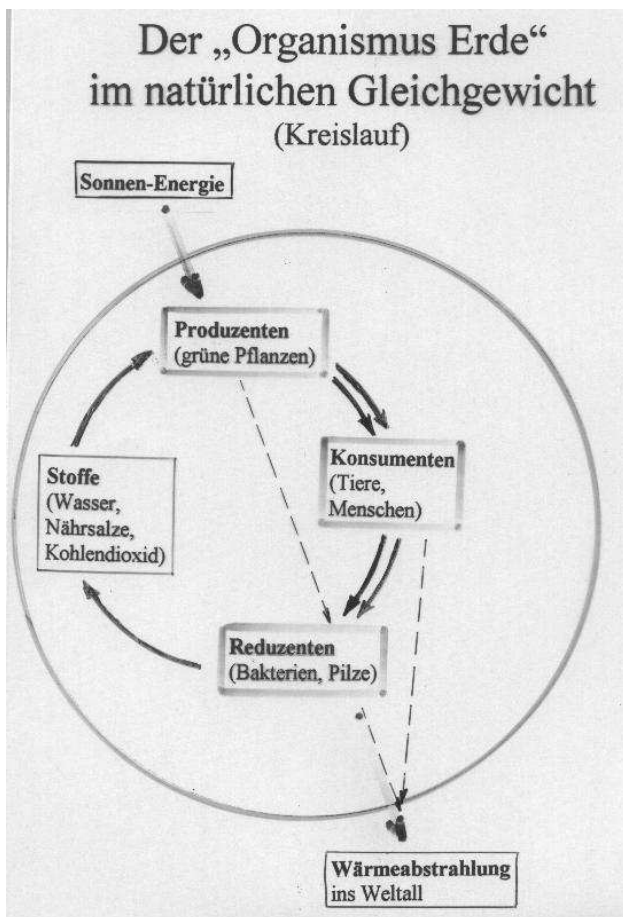 Der „Organismus Erde“
im natürlichen Gleichgewicht
(Kreislauf)
Sonnen-Energie
Produzenten
(grüne Pflanzen)
Konsumenten
(Tiere,
Menschen)
Stoffe
(Wasser,
Nährsalze,
Kohlendioxid)
Reduzenten
(Bakterien, Pilze)
Wärmeabstrahlung
ins Weltall